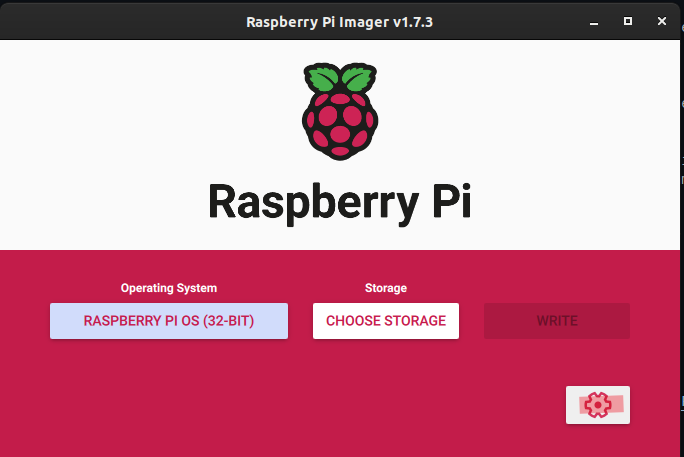 Raspberry Pi Imager v1.7.3
Raspberry Pi
Operating System
Storage
RASPBERRY PI OS (32-BIT)
CHOOSE STORAGE
WRITE